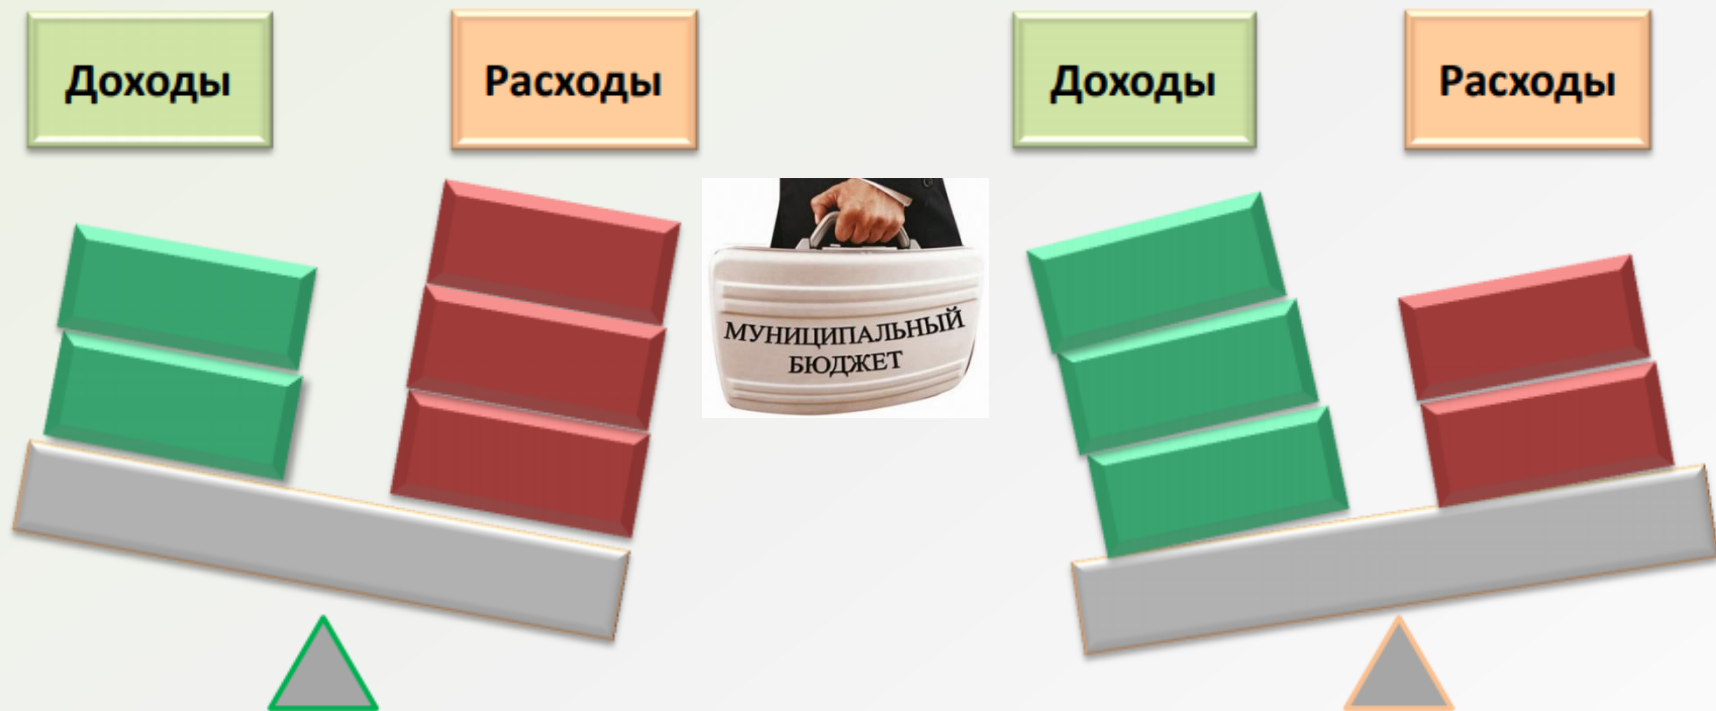 Доходы
Расходы
Доходы
Расходы
МУНИЦИПАЛЬНЫЙ
БЮДЖЕТ